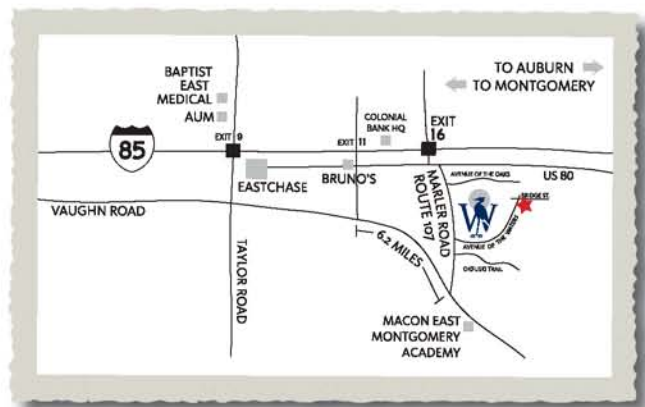 BAPTIST
EAST
MEDICAL
AUM
EXIT 9
85
EASTCHASE
EXIT 11
COLONIAL
BANK HQ
BRUNO'S
EXIT
16
TO AUBURN
TO MONTGOMERY
US 80
AVENUE OF THE OAKS
MARLER ROAD
ROUTE 107
W
BRIDGE ST.
AVENUE OF THE WATERS
VAUGHN ROAD
TAYLOR ROAD
6.2 MILES
MACON EAST
MONTGOMERY
ACADEMY